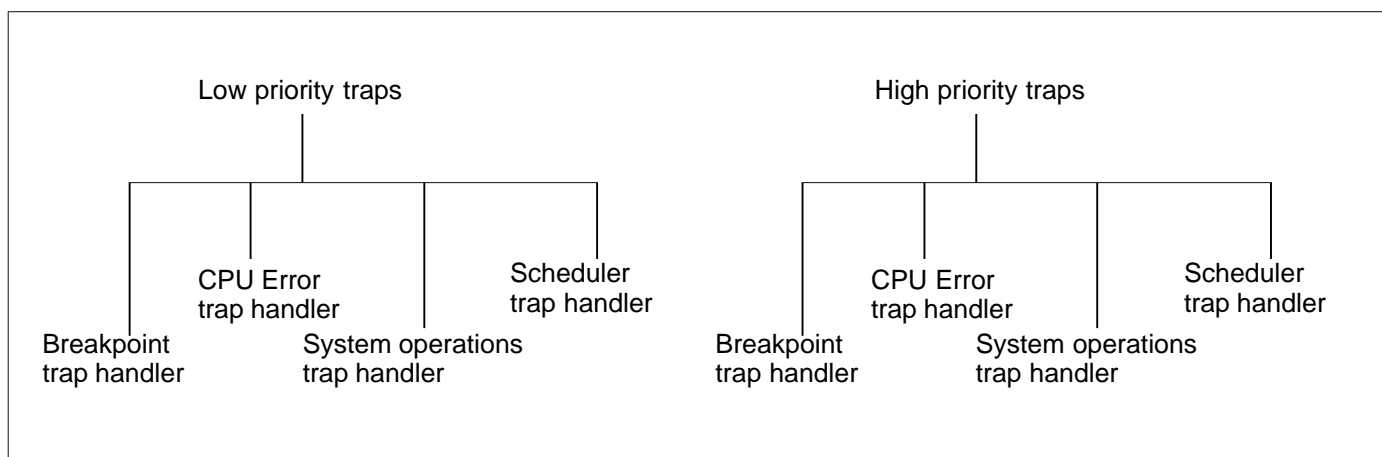 Low priority traps
High priority traps
CPU Error
trap handler
Scheduler
trap handler
Breakpoint
trap handler
System operations
trap handler
CPU Error
trap handler
Scheduler
trap handler
Breakpoint
trap handler
System operations
trap handler